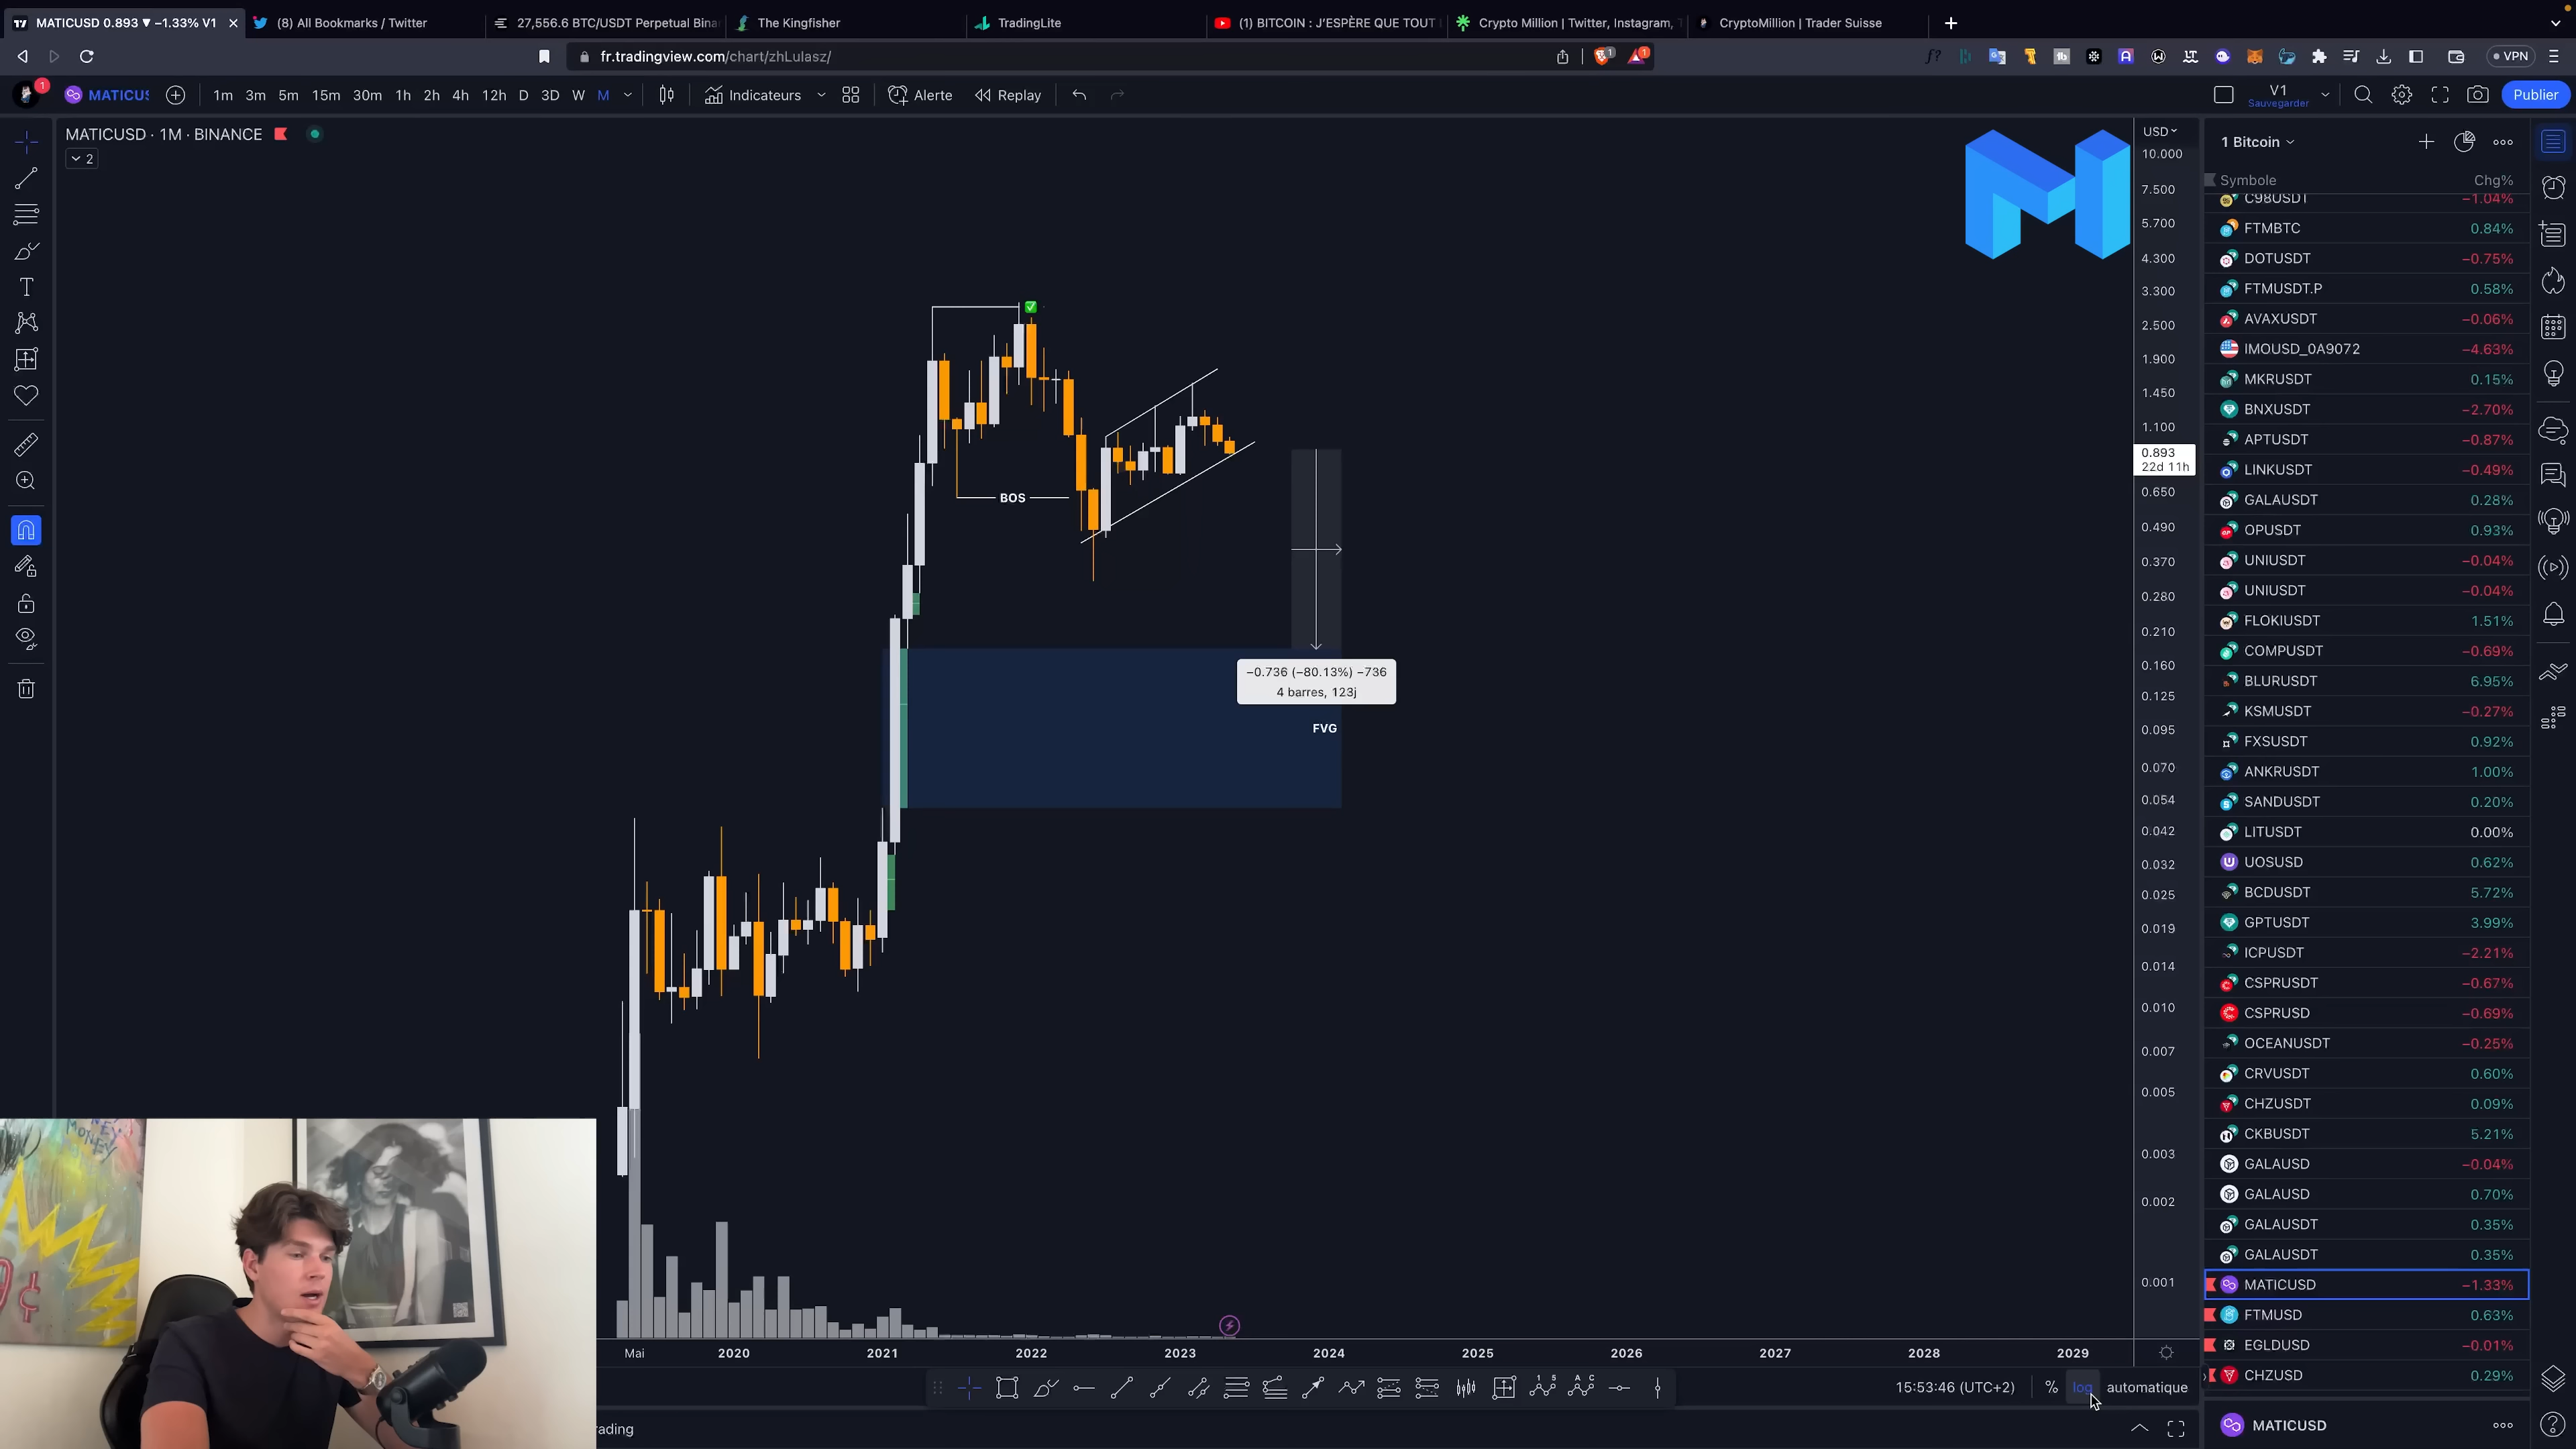 MATICUSD 0.893 ▼ −1.33% V1
(8) All Bookmarks / Twitter
27,556.6 BTC/USDT Perpetual Bina
The Kingfisher
TradingLite
(1) BITCOIN : J'ESPÈRE QUE TOUT
Crypto Million | Twitter, Instagram,
CryptoMillion | Trader Suisse
fr.tradingview.com/chart/zhLulasz/
VPN
MATICUS
1m 3m 5m 15m 30m 1h 2h 4h 12h D 3D W M
Indicateurs
Alerte
Replay
V1
Sauvegarder
Publier
MATICUSD · 1M · BINANCE
2
USD
10.000
7.500
5.700
4.300
3.300
2.500
1.900
1.450
1.100
0.893
22d 11h
0.650
0.490
0.370
0.280
0.210
0.160
0.125
0.095
0.070
0.054
0.042
0.032
0.025
0.019
0.014
0.010
0.007
0.005
0.003
0.002
0.001
BOS
−0.736 (−80.13%) −736
4 barres, 123j
FVG
1 Bitcoin
Symbole Chg%
C98USDT −1.04%
FTMBTC 0.84%
DOTUSDT −0.75%
FTMUSDT.P 0.58%
AVAXUSDT −0.06%
IMOUSD_0A9072 −4.63%
MKRUSDT 0.15%
BNXUSDT −2.70%
APTUSDT −0.87%
LINKUSDT −0.49%
GALAUSDT 0.28%
OPUSDT 0.93%
UNIUSDT −0.04%
UNIUSDT −0.04%
FLOKIUSDT 1.51%
COMPUSDT −0.69%
BLURUSDT 6.95%
KSMUSDT −0.27%
FXSUSDT 0.92%
ANKRUSDT 1.00%
SANDUSDT 0.20%
LITUSDT 0.00%
UOSUSD 0.62%
BCDUSDT 5.72%
GPTUSDT 3.99%
ICPUSDT −2.21%
CSPRUSDT −0.67%
CSPRUSD −0.69%
OCEANUSDT −0.25%
CRVUSDT 0.60%
CHZUSDT 0.09%
CKBUSDT 5.21%
GALAUSD −0.04%
GALAUSD 0.70%
GALAUSDT 0.35%
GALAUSDT 0.35%
MATICUSD −1.33%
FTMUSD 0.63%
EGLDUSD −0.01%
CHZUSD 0.29%
MATICUSD
Mai 2020 2021 2022 2023 2024 2025 2026 2027 2028 2029
15:53:46 (UTC+2) % log automatique
ading
MONEY